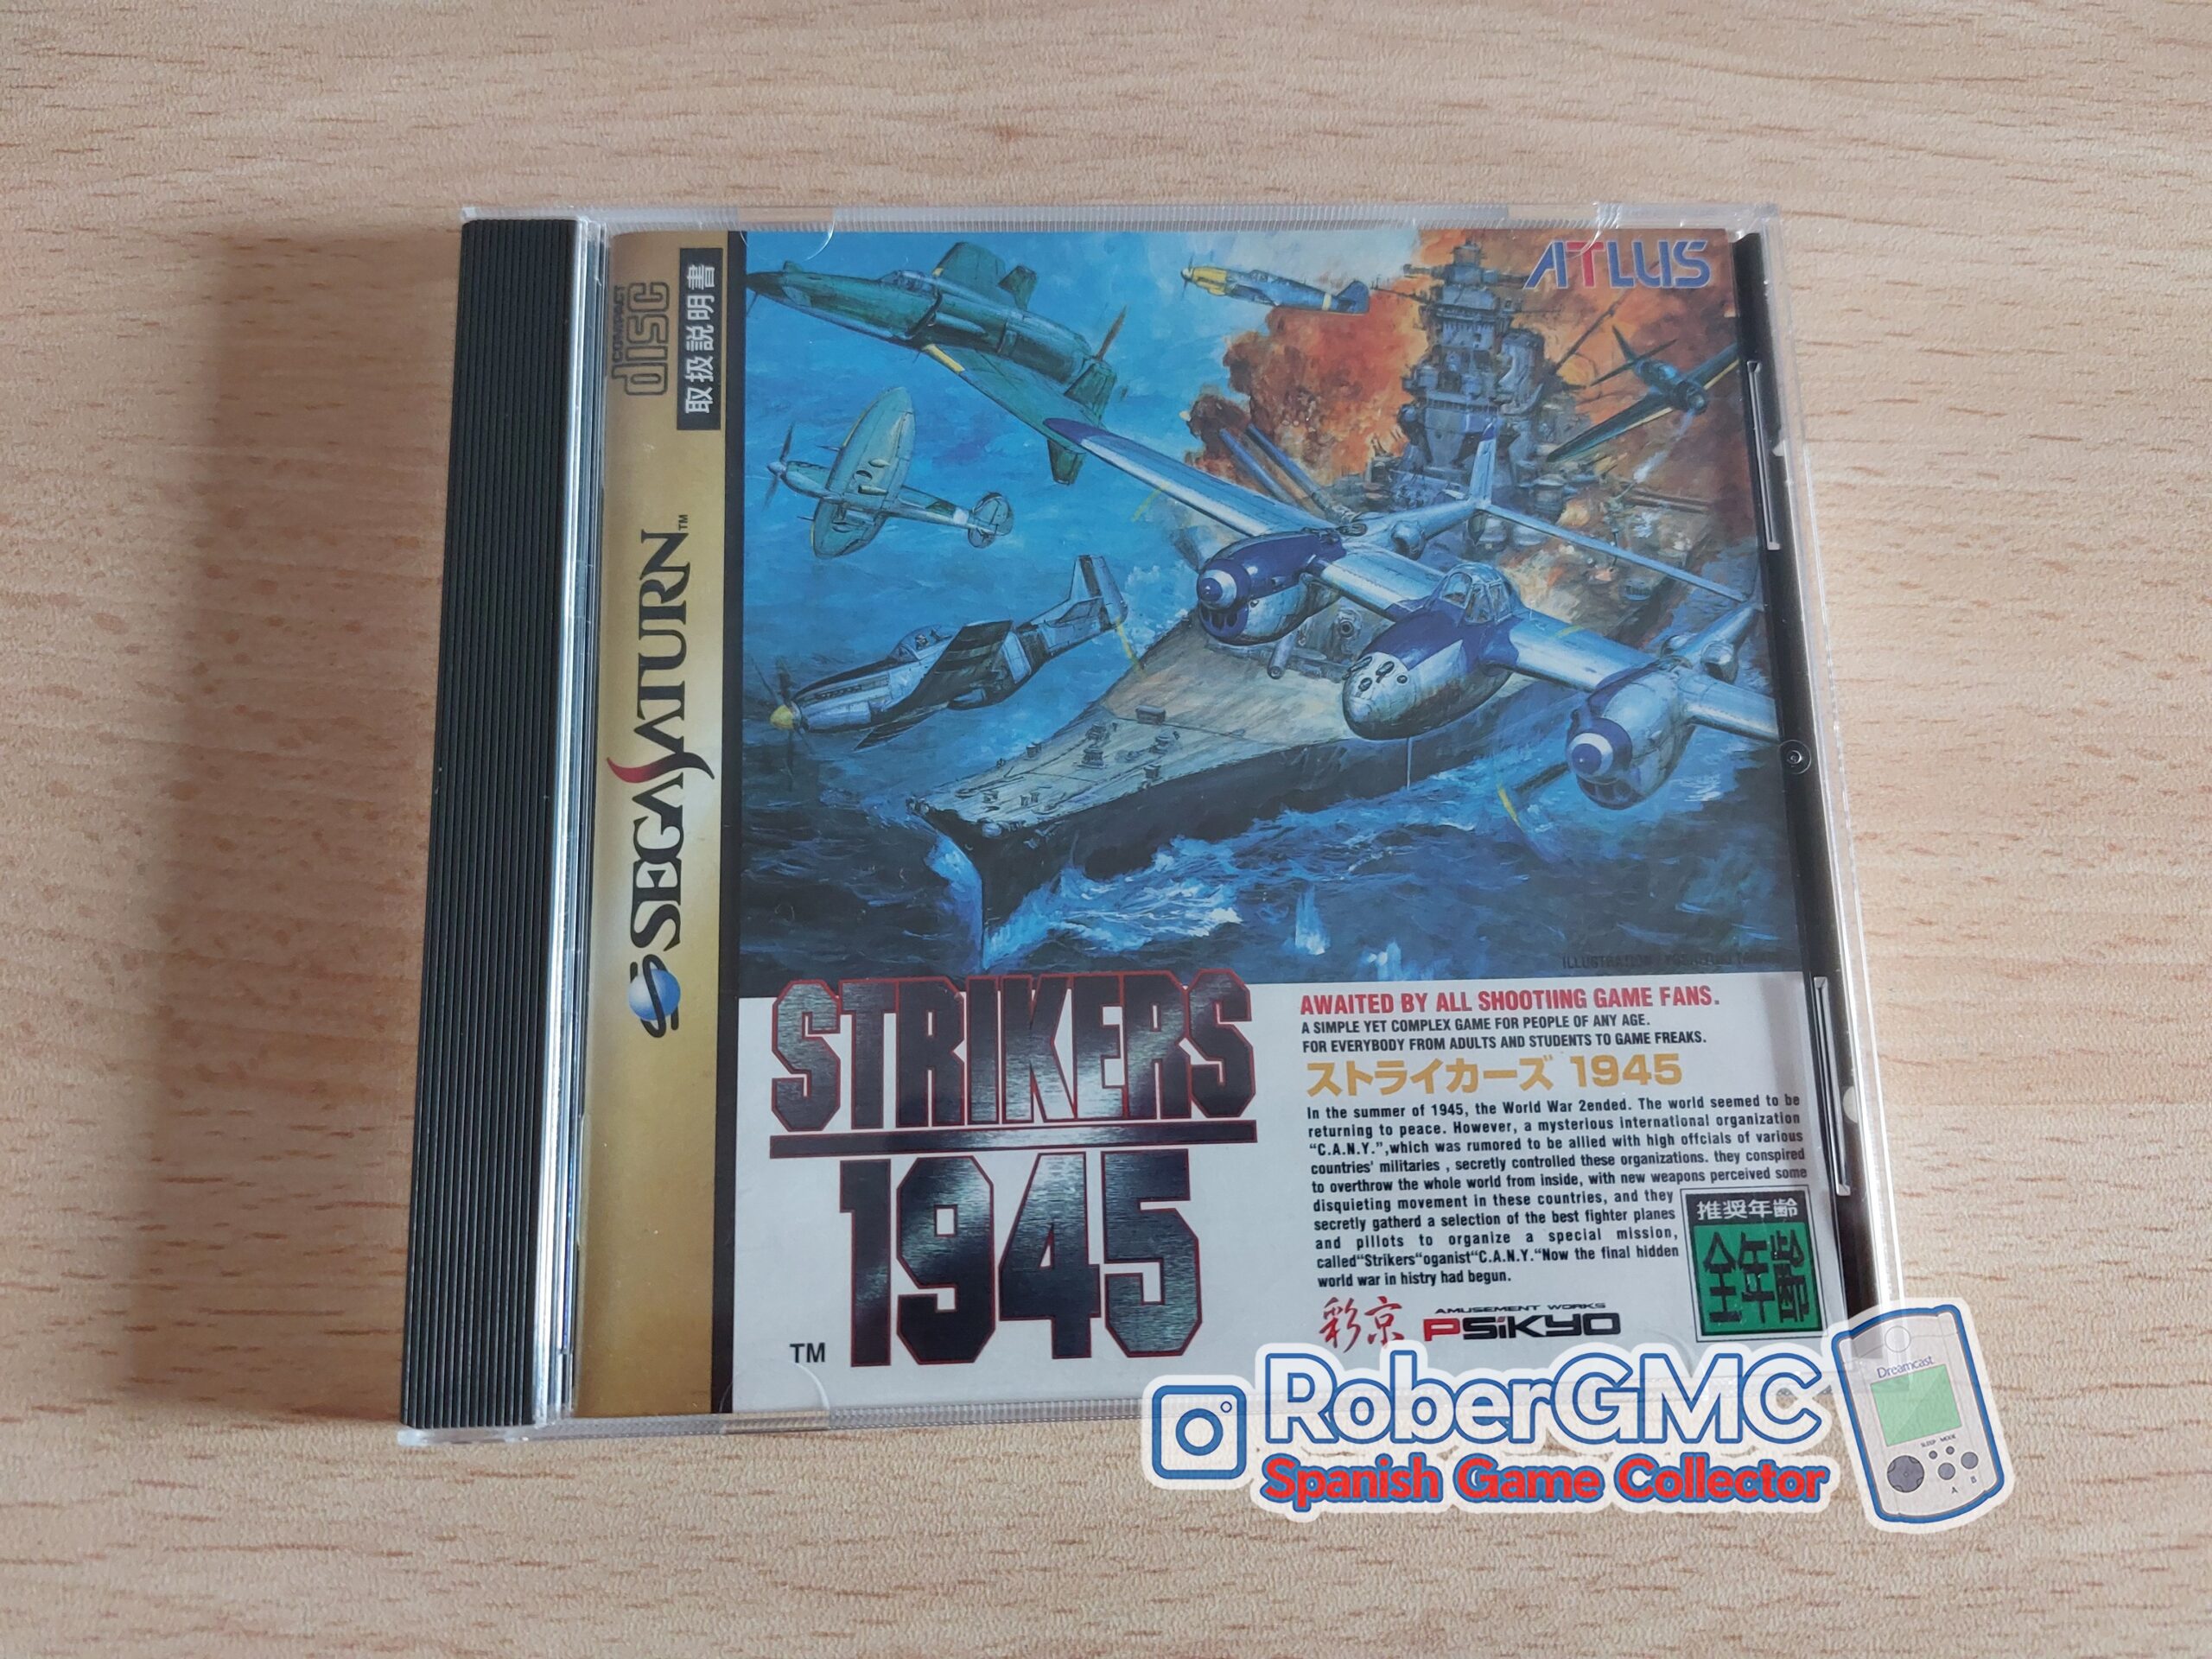 COMPACT
disc
取扱説明書
SEGA SATURN™
ATLUS
ILLUSTRATION
STRIKERS
1945
TM
AWAITED BY ALL SHOOTIING GAME FANS.
A SIMPLE YET COMPLEX GAME FOR PEOPLE OF ANY AGE.
FOR EVERYBODY FROM ADULTS AND STUDENTS TO GAME FREAKS.
ストライカーズ 1945
In the summer of 1945, the World War 2ended. The world seemed to be
returning to peace. However, a mysterious international organization
“C.A.N.Y.”,which was rumored to be allied with high offcials of various
countries' militaries , secretly controlled these organizations. they conspired
to overthrow the whole world from inside, with new weapons perceived some
disquieting movement in these countries, and they
secretly gatherd a selection of the best fighter planes
and pillots to organize a special mission,
called“Strikers“oganist“C.A.N.Y.“Now the final hidden
world war in histry had begun.
推奨年齢
全年齢
彩京
AMUSEMENT WORKS
PSiKYO
RoberGMC
Spanish Game Collector
Dreamcast
SLEEP MODE
A
B